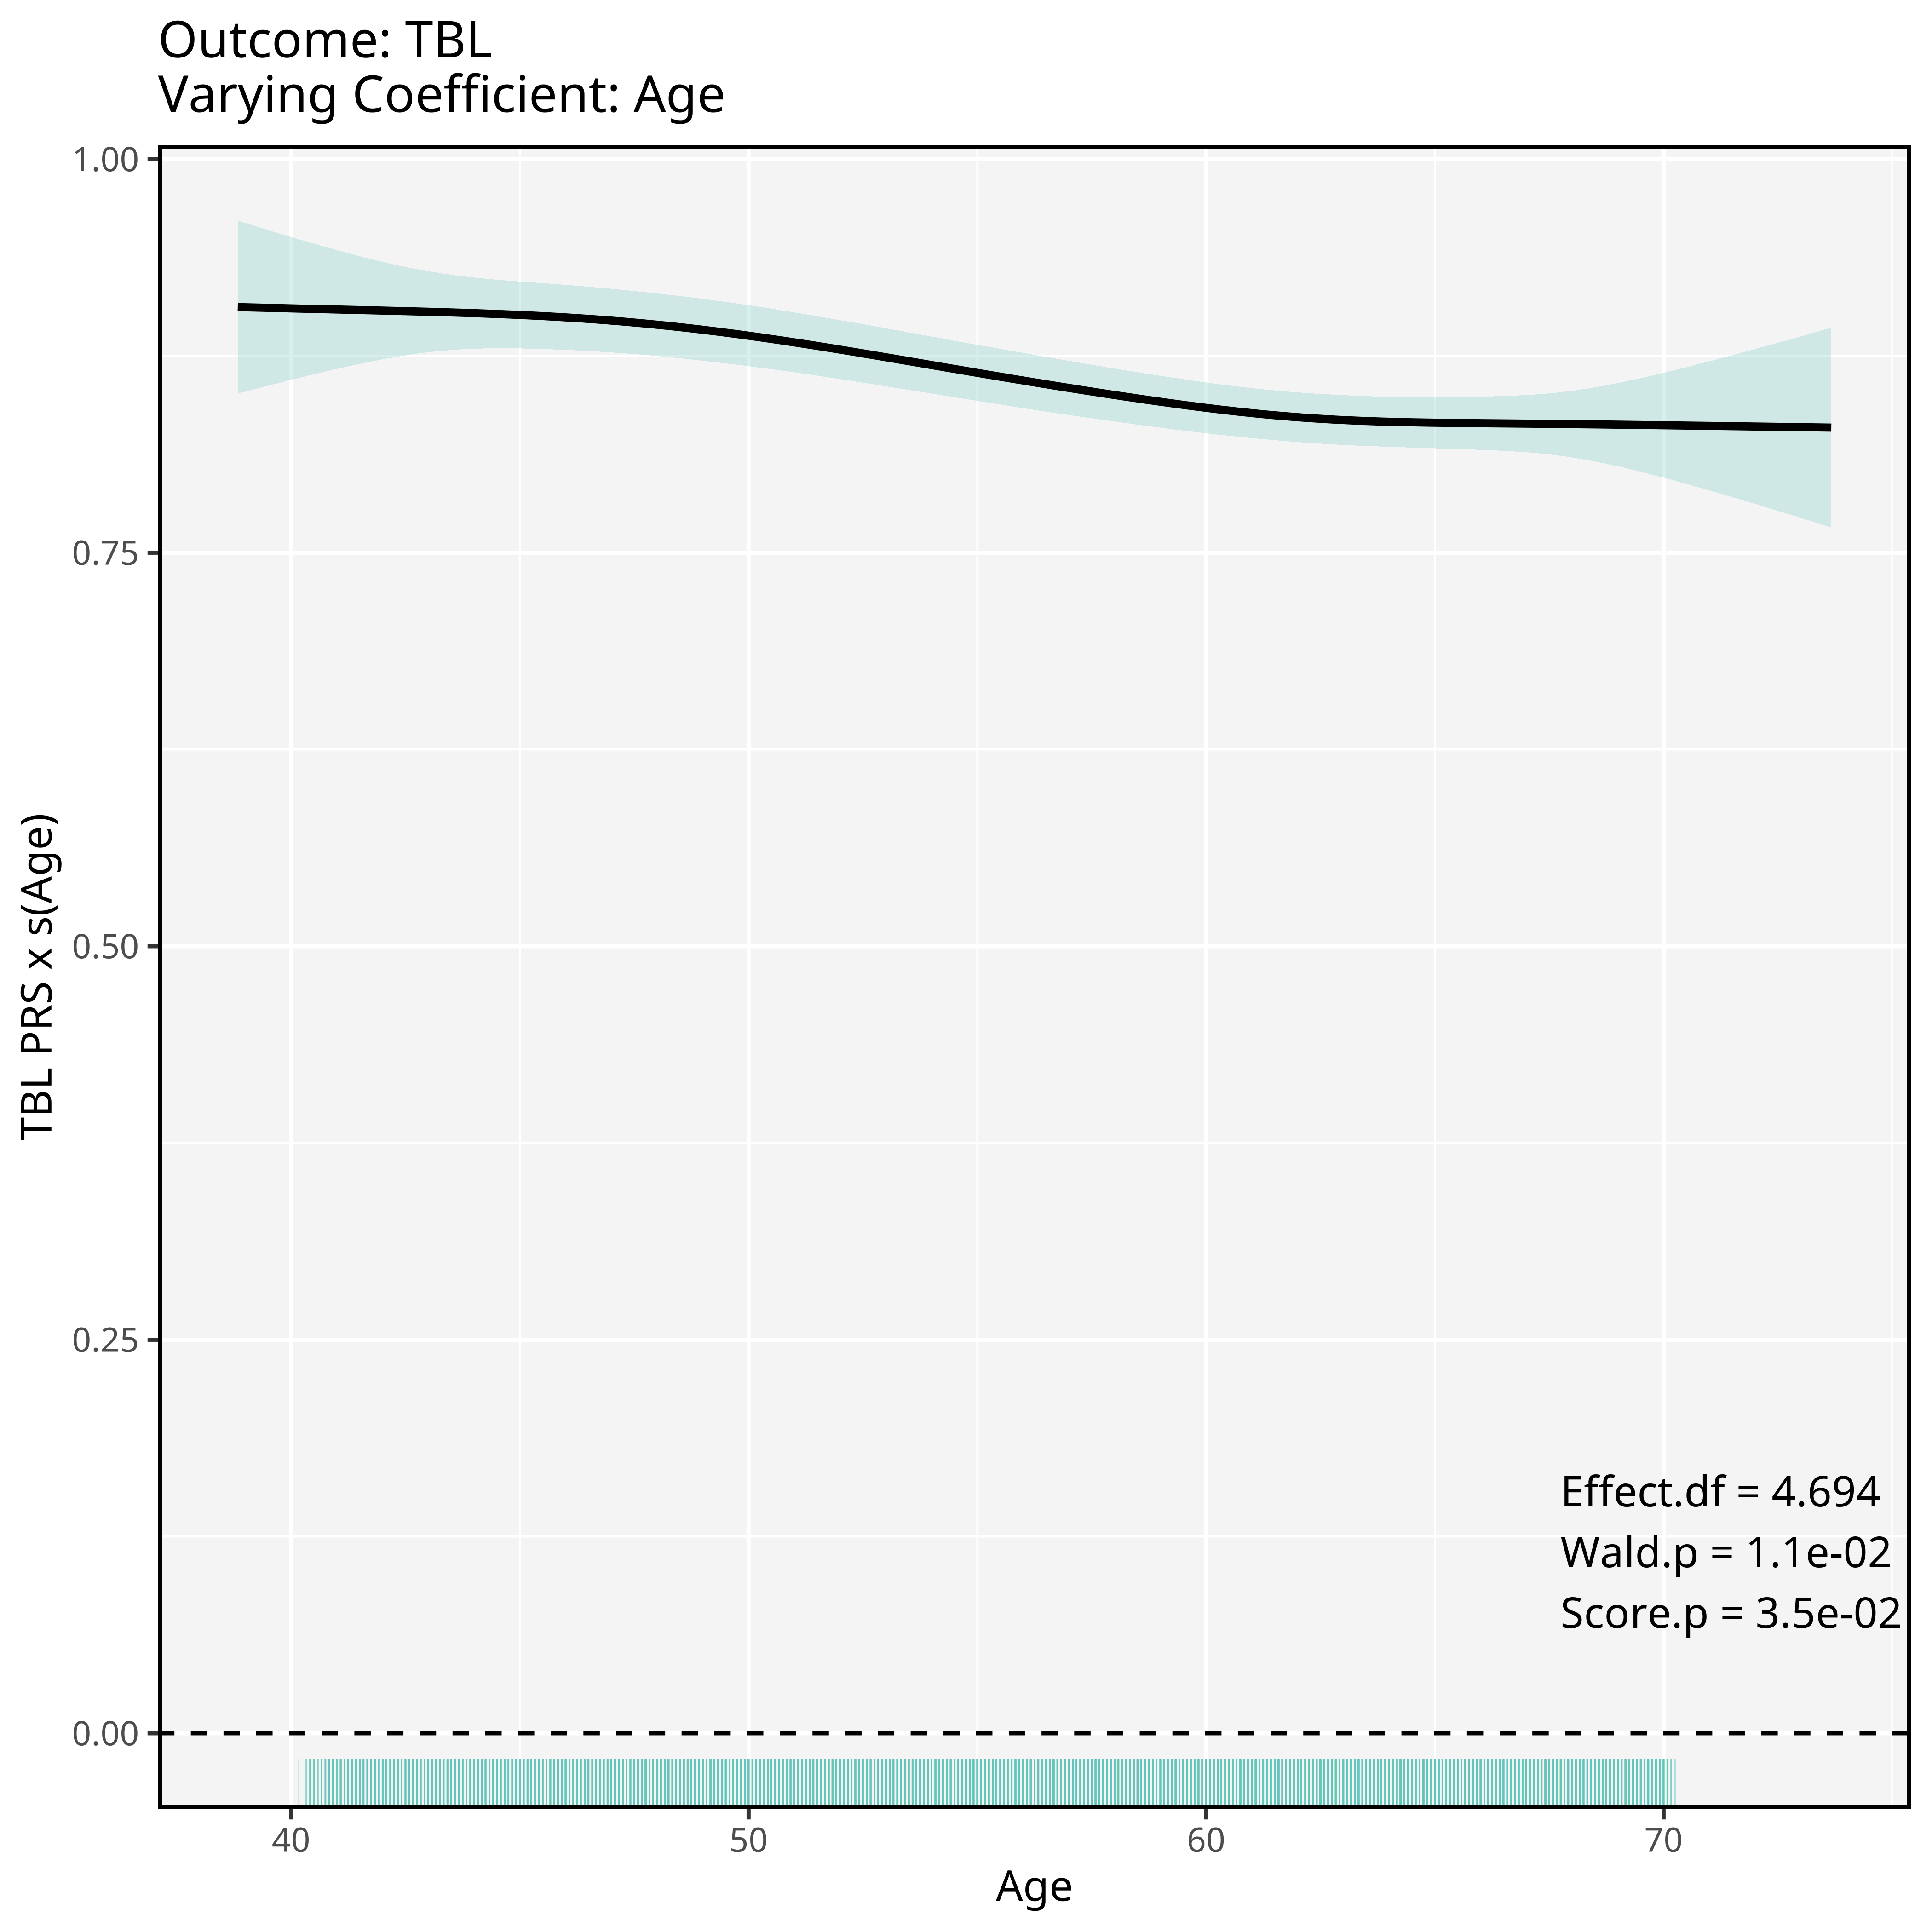 Outcome: TBL
Varying Coefficient: Age
1.00
0.75
0.50
0.25
0.00
TBL PRS x s(Age)
Effect.df = 4.694
Wald.p = 1.1e-02
Score.p = 3.5e-02
40 50 60 70
Age